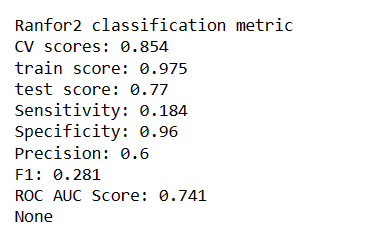 Ranfor2 classification metric
CV scores: 0.854
train score: 0.975
test score: 0.77
Sensitivity: 0.184
Specificity: 0.96
Precision: 0.6
F1: 0.281
ROC AUC Score: 0.741
None